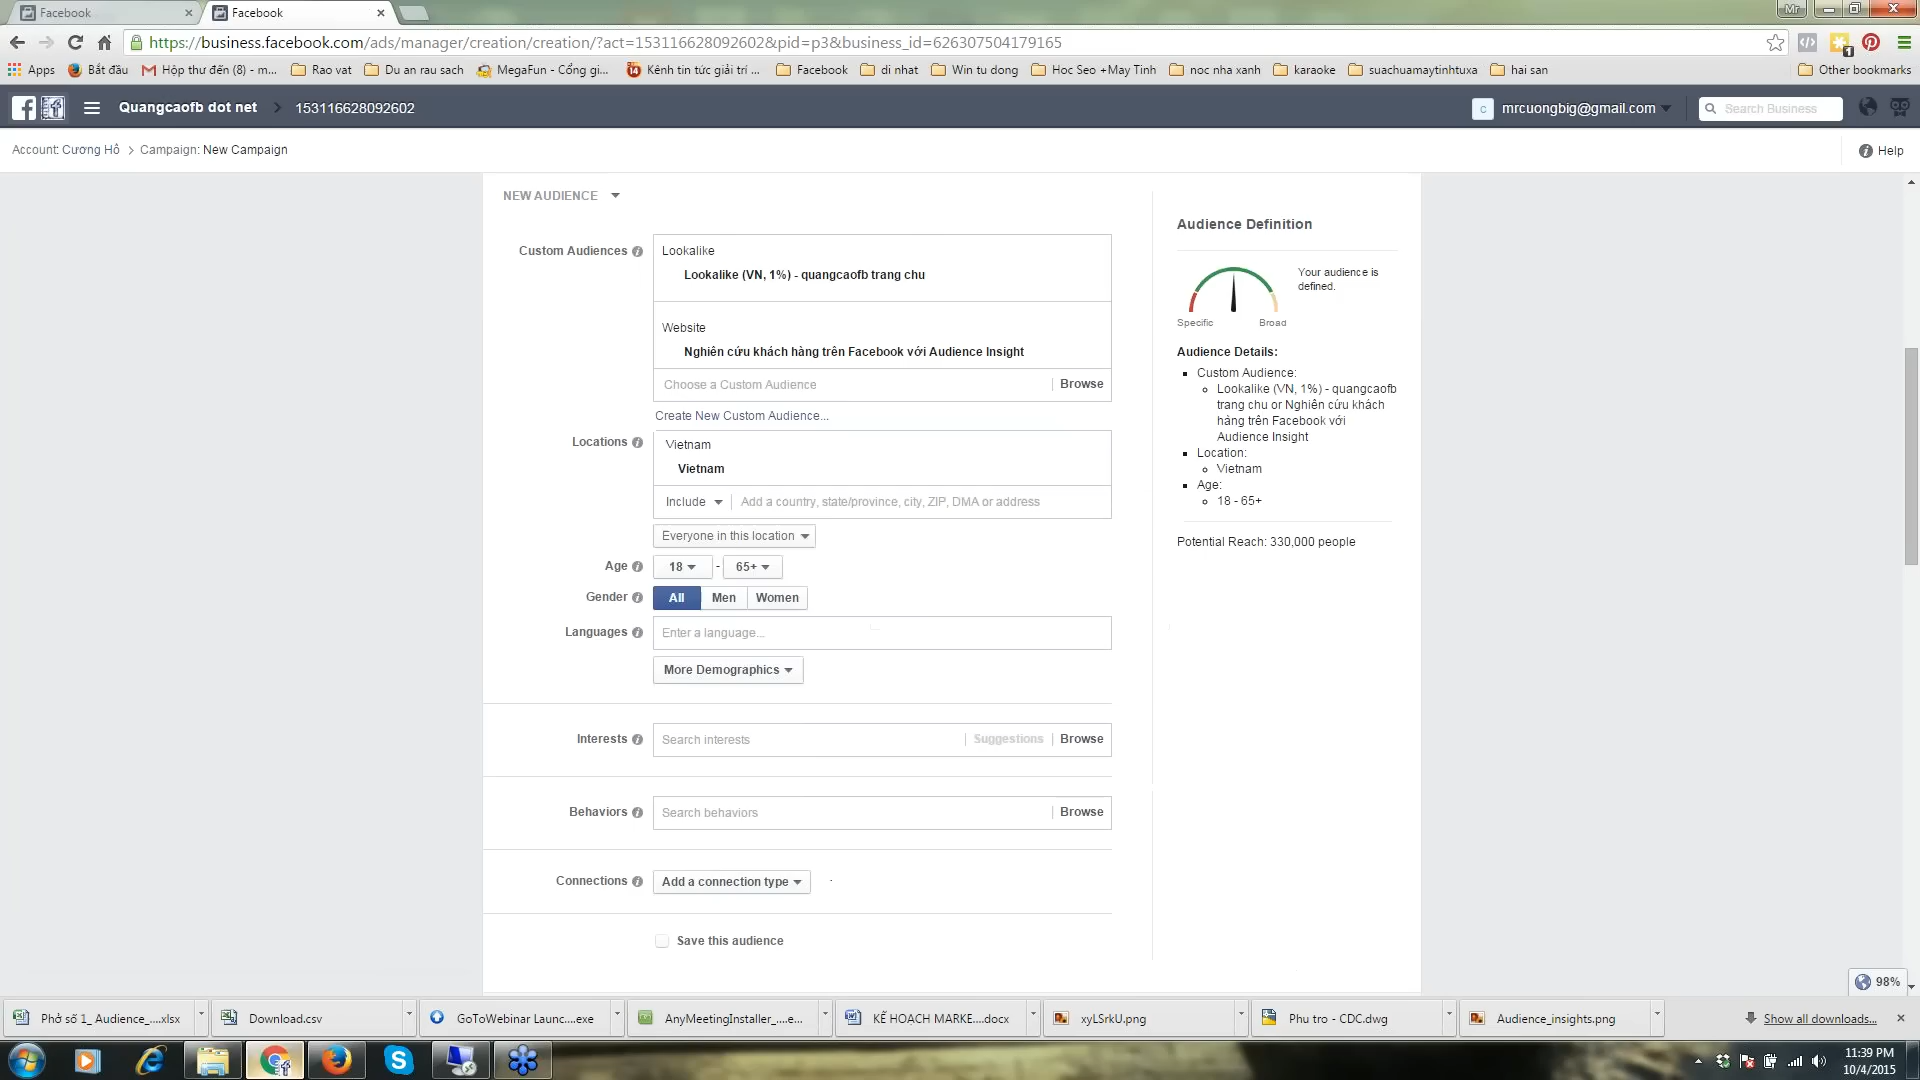 Facebook
Facebook
Mr
https://business.facebook.com/ads/manager/creation/creation/?act=153116628092602&pid=p3&business_id=626307504179165
1
Apps
Bắt đầu
Hộp thư đến (8) - m...
Rao vat
Du an rau sach
MegaFun - Cổng gi...
Kênh tin tức giải trí ...
Facebook
di nhat
Win tu dong
Hoc Seo +May Tinh
noc nha xanh
karaoke
suachuamaytinhtuxa
hai san
Other bookmarks
Quangcaofb dot net
153116628092602
c
mrcuongbig@gmail.com
Search Business
Account: Cương Hồ
Campaign: New Campaign
Help
NEW AUDIENCE
Custom Audiences
Lookalike
Lookalike (VN, 1%) - quangcaofb trang chu
Website
Nghiên cứu khách hàng trên Facebook với Audience Insight
Choose a Custom Audience
Browse
Create New Custom Audience...
Locations
Vietnam
Vietnam
Include
Add a country, state/province, city, ZIP, DMA or address
Everyone in this location
Age
18
-
65+
Gender
All
Men
Women
Languages
Enter a language...
More Demographics
Interests
Search interests
Suggestions
Browse
Behaviors
Search behaviors
Browse
Connections
Add a connection type
Save this audience
Audience Definition
Your audience is
defined.
Specific
Broad
Audience Details:
Custom Audience:
Lookalike (VN, 1%) - quangcaofb
trang chu or Nghiên cứu khách
hàng trên Facebook với
Audience Insight
Location:
Vietnam
Age:
18 - 65+
Potential Reach: 330,000 people
98%
Phở số 1_ Audience_....xlsx
Download.csv
GoToWebinar Launc....exe
AnyMeetingInstaller_....e...
KẾ HOẠCH MARKE....docx
xyLSrkU.png
Phu tro - CDC.dwg
Audience_insights.png
Show all downloads...
11:39 PM
10/4/2015